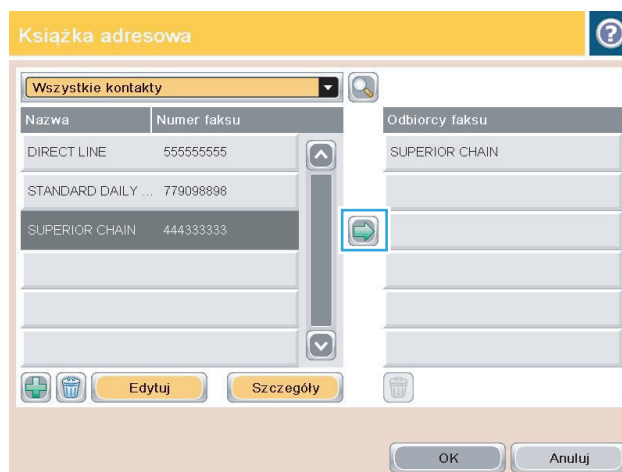 Książka adresowa
?
Wszystkie kontakty
Nazwa Numer faksu
DIRECT LINE 555555555
STANDARD DAILY ... 779098898
SUPERIOR CHAIN 444333333
Odbiorcy faksu
SUPERIOR CHAIN
Edytuj Szczegóły
OK Anuluj